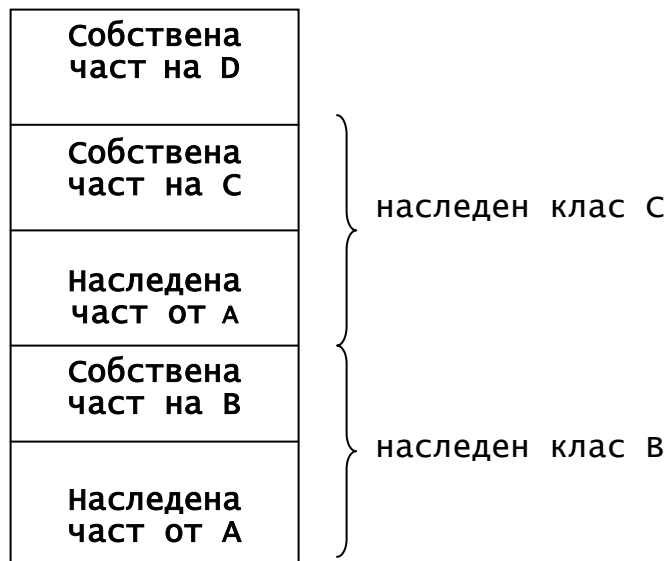 Собствена
част на D
Собствена
част на C
наследен клас C
Наследена
част от A
Собствена
част на B
наследен клас B
Наследена
част от A